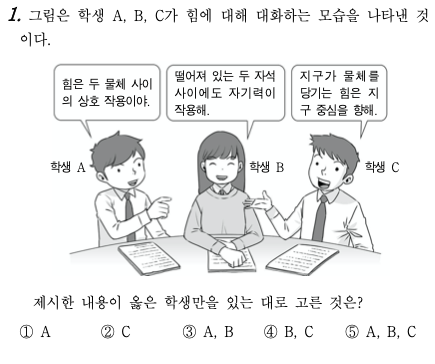 1. 그림은 학생 A, B, C가 힘에 대해 대화하는 모습을 나타낸 것
이다.
힘은 두 물체 사이
의 상호 작용이야.
떨어져 있는 두 자석
사이에도 자기력이
작용해.
지구가 물체를
당기는 힘은 지
구 중심을 향해.
학생 A
학생 B
학생 C
제시한 내용이 옳은 학생만을 있는 대로 고른 것은?
① A ② C ③ A, B ④ B, C ⑤ A, B, C